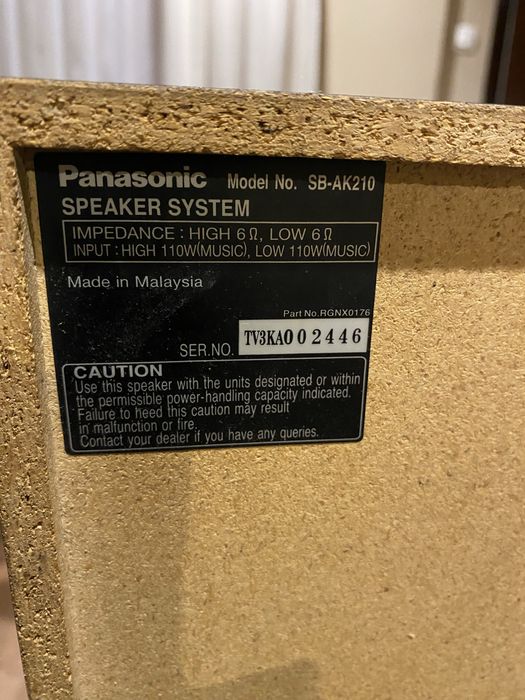 Panasonic Model No. SB-AK210
SPEAKER SYSTEM
IMPEDANCE : HIGH 6Ω, LOW 6Ω
INPUT : HIGH 110W(MUSIC), LOW 110W(MUSIC)
Made in Malaysia
Part No.RGNX0176
SER.NO. TV3KA002446
CAUTION
Use this speaker with the units designated or within
the permissible power-handling capacity indicated.
Failure to heed this caution may result
in malfunction or fire.
Contact your dealer if you have any queries.